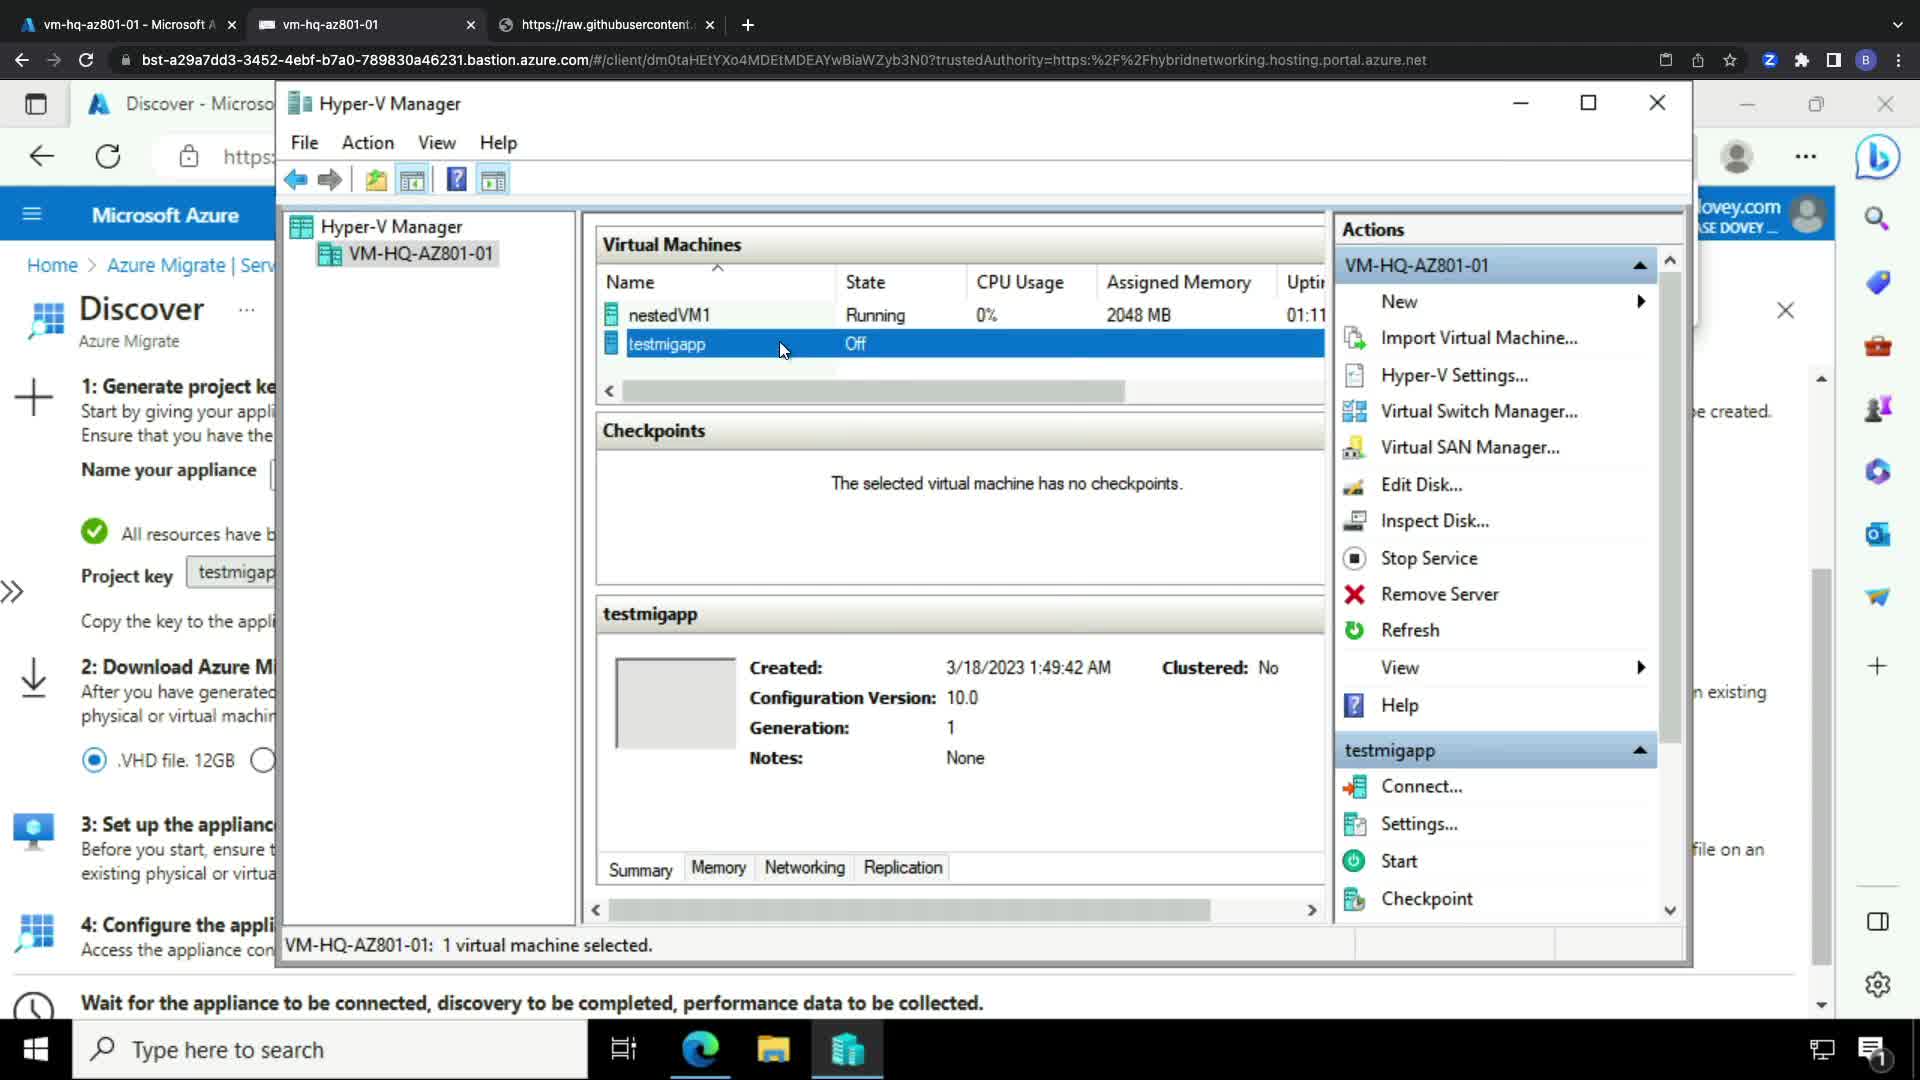 vm-hq-az801-01 - Microsoft A
vm-hq-az801-01
https://raw.githubusercontent.
bst-a29a7dd3-3452-4ebf-b7a0-789830a46231.bastion.azure.com/#/client/dm0taHEtYXo4MDEtMDEAYwBiaWZyb3N0?trustedAuthority=https:%2F%2Fhybridnetworking.hosting.portal.azure.net
B
Discover - Microso
https:
Microsoft Azure
lovey.com
SE DOVEY ...
Home > Azure Migrate | Serv
Discover ...
Azure Migrate
1: Generate project ke
Start by giving your appli
be created.
Ensure that you have the
Name your appliance
All resources have b
Project key testmigap
Copy the key to the appli
2: Download Azure Mi
After you have generated
n existing
physical or virtual machin
.VHD file. 12GB
3: Set up the applianc
Before you start, ensure t
file on an
existing physical or virtua
4: Configure the appli
Access the appliance con
Wait for the appliance to be connected, discovery to be completed, performance data to be collected.
Hyper-V Manager
File Action View Help
Hyper-V Manager
VM-HQ-AZ801-01
Virtual Machines
Name State CPU Usage Assigned Memory Uptir
nestedVM1 Running 0% 2048 MB 01:11
testmigapp Off
Checkpoints
The selected virtual machine has no checkpoints.
testmigapp
Created: 3/18/2023 1:49:42 AM Clustered: No
Configuration Version: 10.0
Generation: 1
Notes: None
Summary Memory Networking Replication
VM-HQ-AZ801-01: 1 virtual machine selected.
Actions
VM-HQ-AZ801-01
New
Import Virtual Machine...
Hyper-V Settings...
Virtual Switch Manager...
Virtual SAN Manager...
Edit Disk...
Inspect Disk...
Stop Service
Remove Server
Refresh
View
Help
testmigapp
Connect...
Settings...
Start
Checkpoint
Type here to search
1